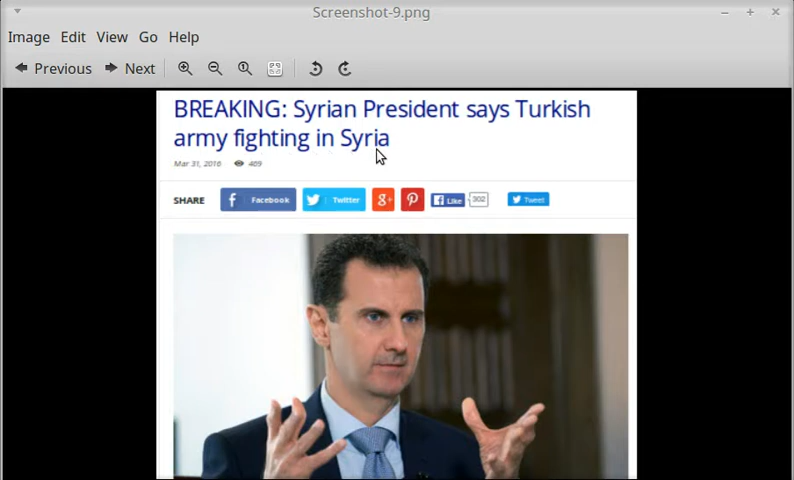 Screenshot-9.png
Image Edit View Go Help
Previous Next
BREAKING: Syrian President says Turkish
army fighting in Syria
Mar 31, 2016 469
SHARE Facebook Twitter g+ Like 302 Tweet